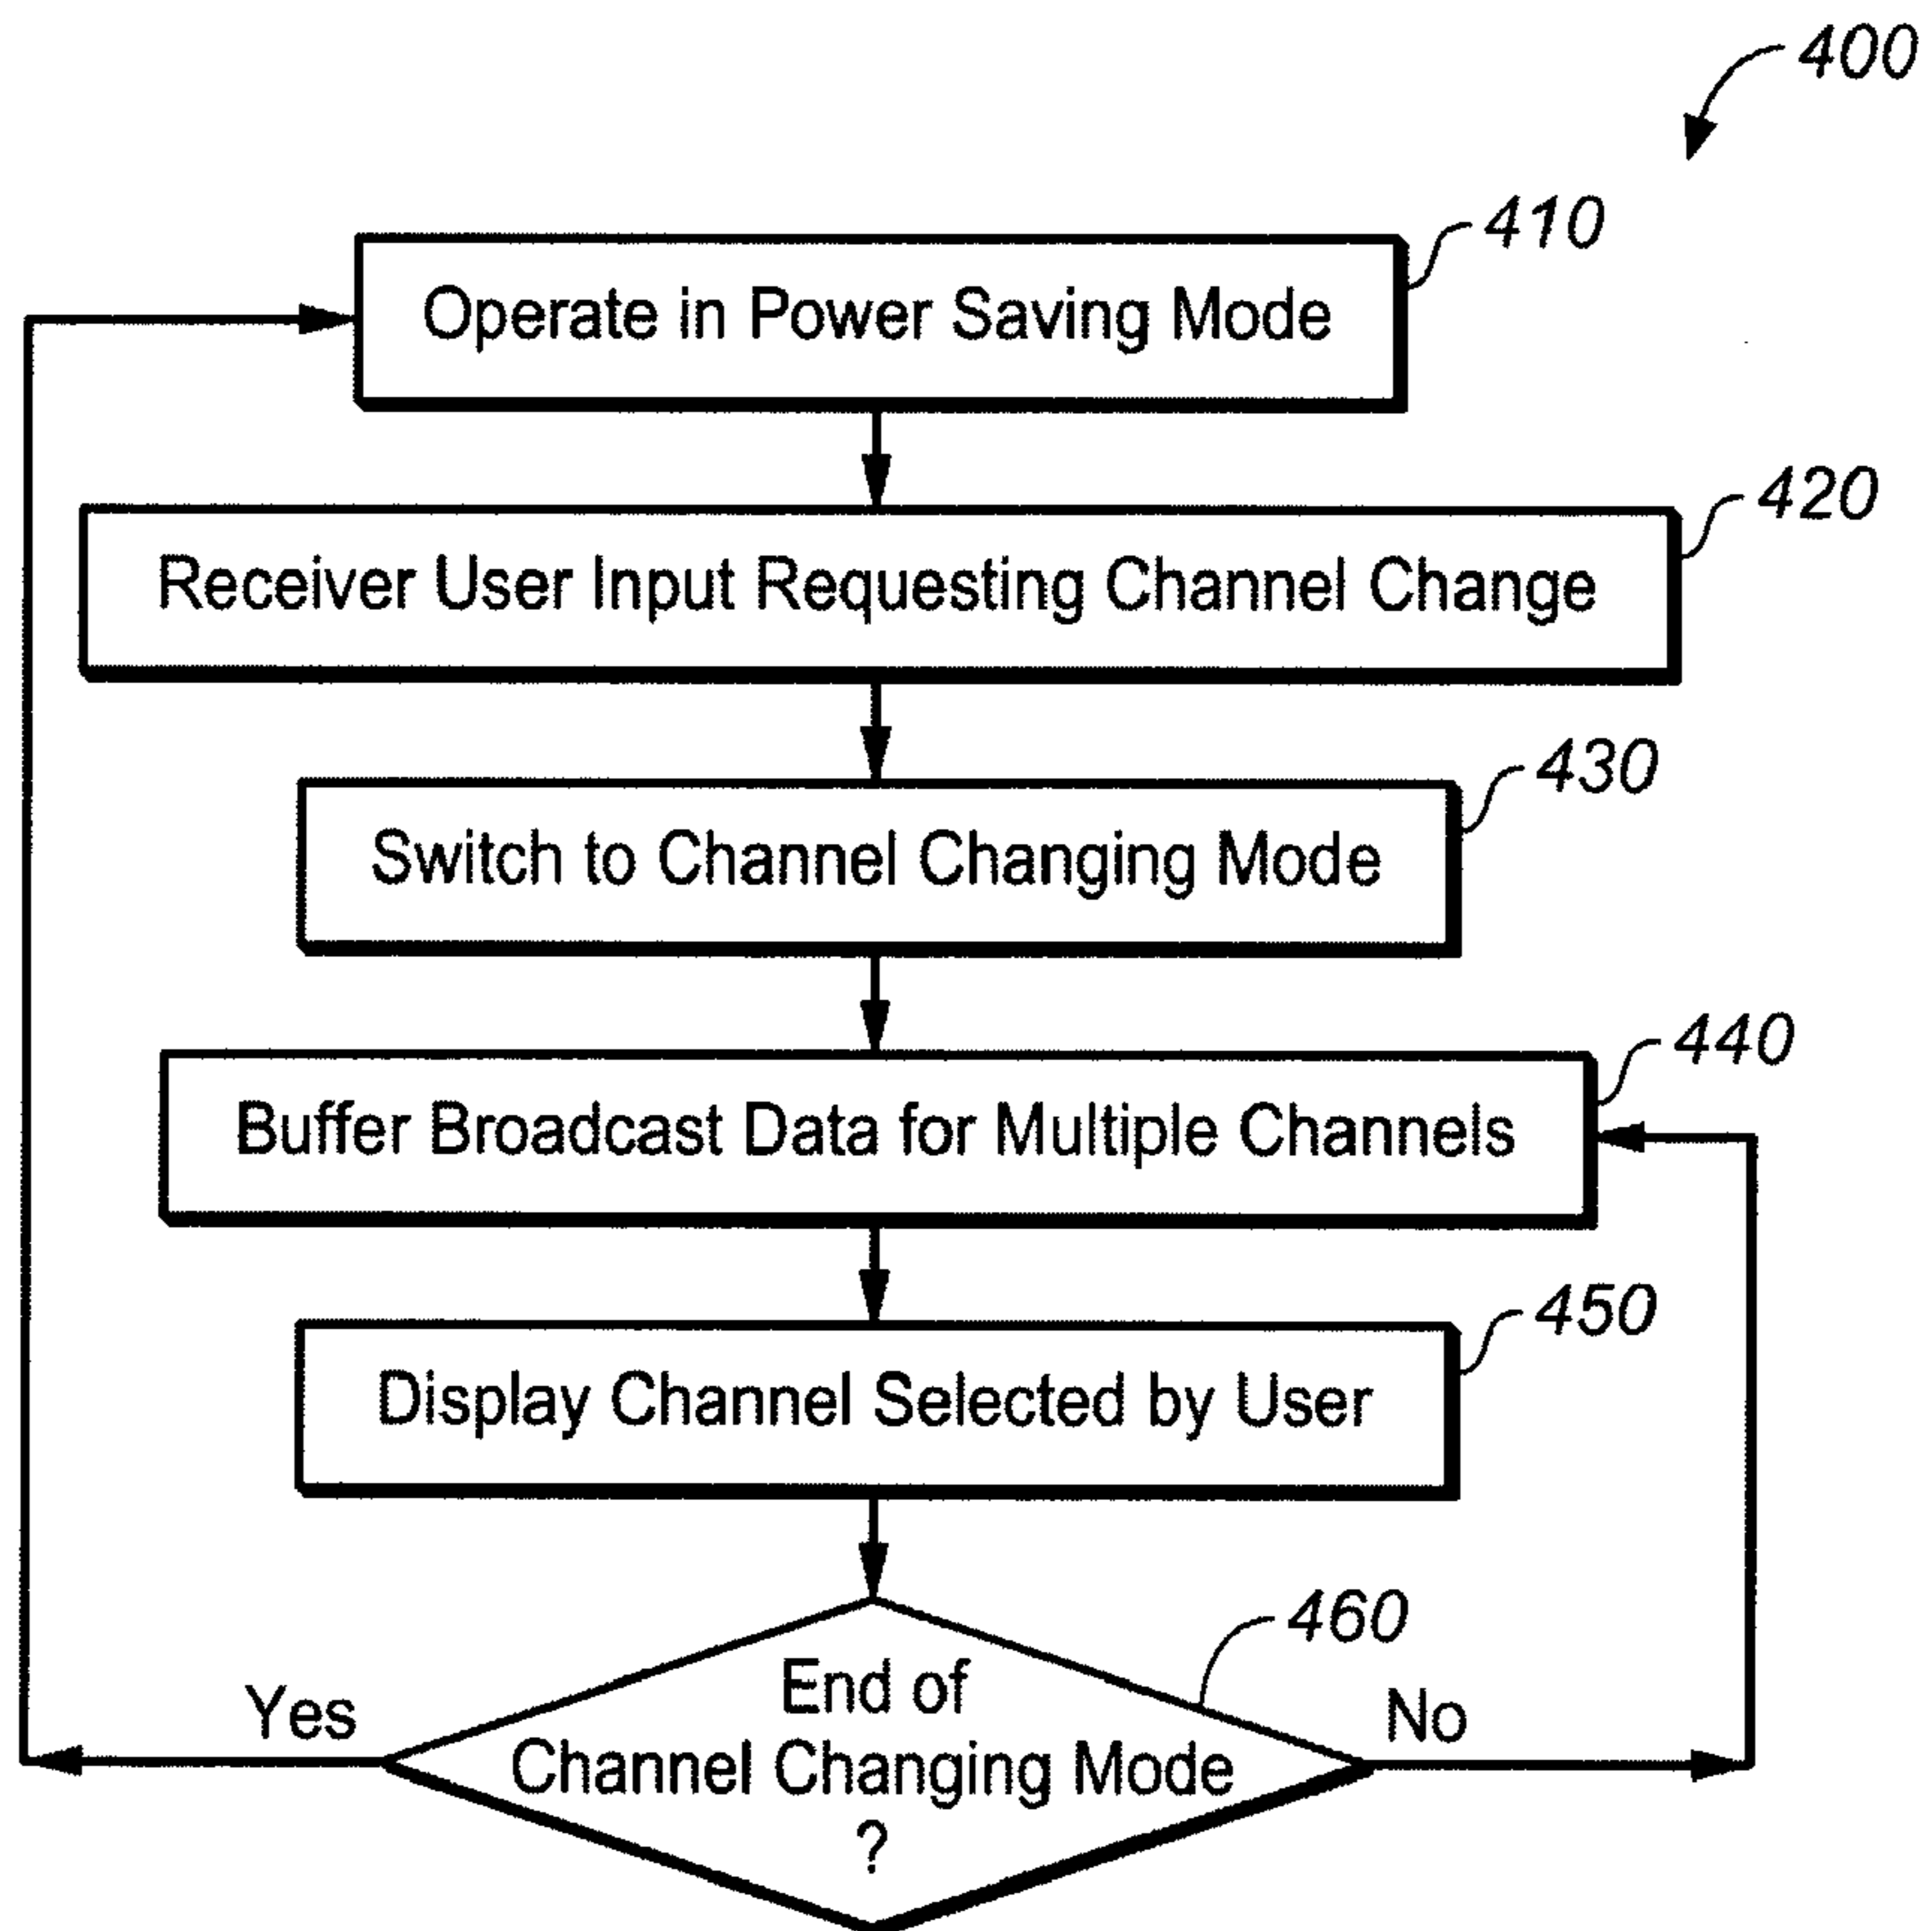 400
410
Operate in Power Saving Mode
420
Receiver User Input Requesting Channel Change
430
Switch to Channel Changing Mode
440
Buffer Broadcast Data for Multiple Channels
450
Display Channel Selected by User
460
End of
Yes
No
Channel Changing Mode
?